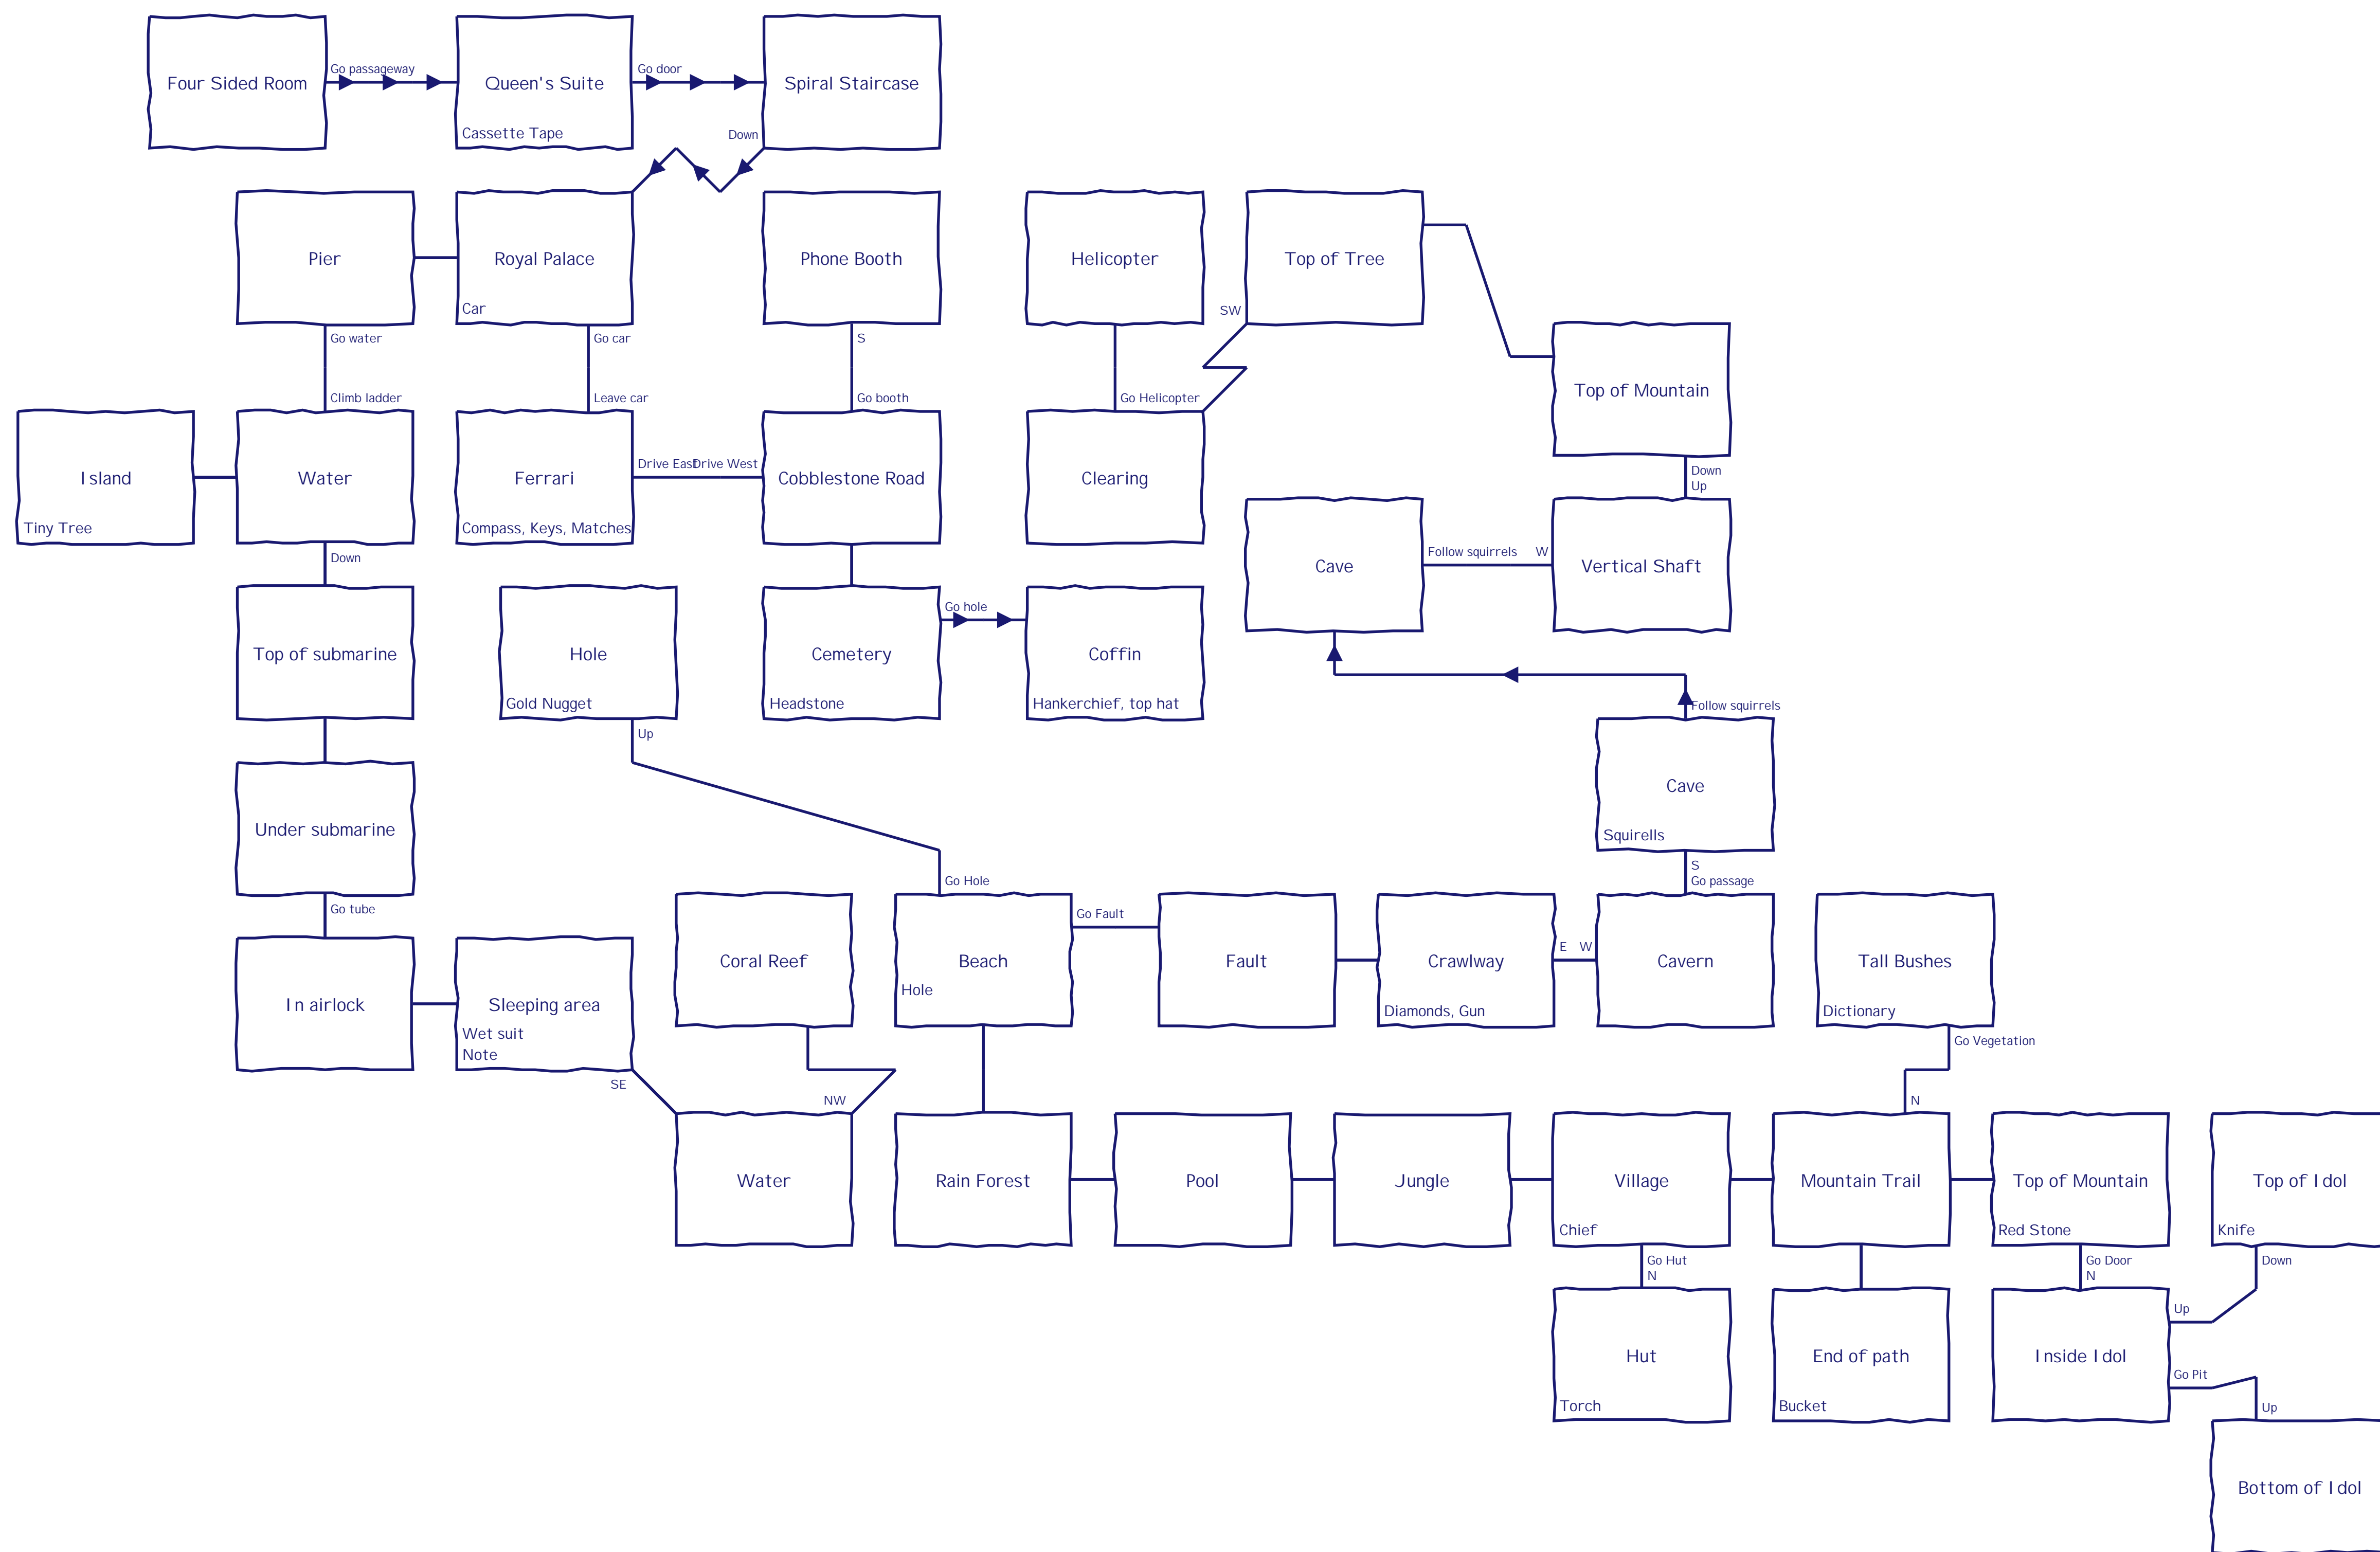 Four Sided Room
Go passageway
Queen's Suite
Cassette Tape
Go door
Spiral Staircase
Down
Pier
Royal Palace
Car
Phone Booth
Helicopter
Top of Tree
SW
Go water
Go car
S
Top of Mountain
Climb ladder
Leave car
Go booth
Go Helicopter
Island
Tiny Tree
Water
Ferrari
Compass, Keys, Matches
Drive East
Drive West
Cobblestone Road
Clearing
Down
Up
Cave
Follow squirrels
W
Vertical Shaft
Down
Top of submarine
Hole
Gold Nugget
Cemetery
Headstone
Go hole
Coffin
Hankerchief, top hat
Follow squirrels
Up
Cave
Squirells
Under submarine
S
Go passage
Go Hole
Go tube
Go Fault
In airlock
Sleeping area
Wet suit
Note
Coral Reef
Beach
Hole
Fault
Crawlway
Diamonds, Gun
E
W
Cavern
Tall Bushes
Dictionary
Go Vegetation
SE
NW
N
Water
Rain Forest
Pool
Jungle
Village
Chief
Mountain Trail
Top of Mountain
Red Stone
Top of Idol
Knife
Go Hut
N
Go Door
N
Down
Up
Hut
Torch
End of path
Bucket
Inside Idol
Go Pit
Up
Bottom of Idol